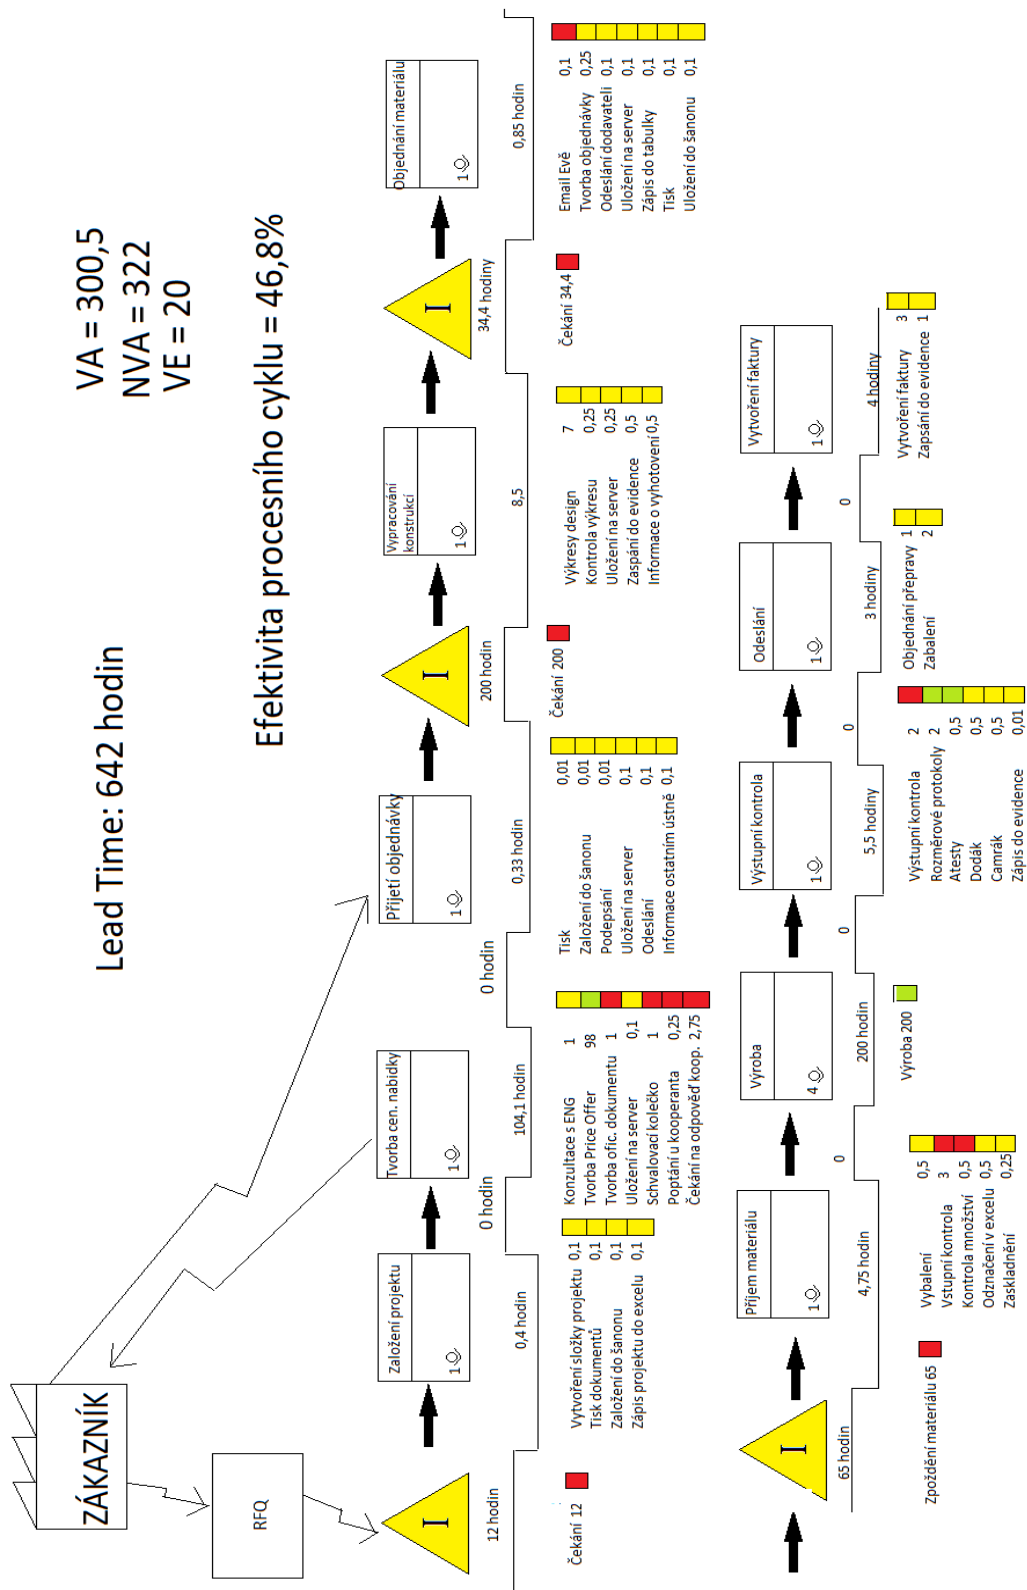 Lead Time: 642 hodin
VA = 300,5
NVA = 322
VE = 20
Efektivita procesního cyklu = 46,8%
ZÁKAZNÍK
RFQ
I
12 hodin
Čekání 12
Založení projektu
1
0,4 hodin
Vytvoření složky projektu 0,1
Tisk dokumentů 0,1
Založení do šanonu 0,1
Zápis projektu do excelu 0,1
0 hodin
Tvorba cen. nabídky
1
104,1 hodin
Konzultace s ENG 1
Tvorba Price Offer 98
Tvorba ofic. dokumentu 1
Uložení na server 0,1
Schvalovací kolečko 1
Poptání u kooperanta 0,25
Čekání na odpověď koop. 2,75
0 hodin
Přijetí objednávky
1
0,33 hodin
Tisk 0,01
Založení do šanonu 0,01
Podepsání 0,01
Uložení na server 0,1
Odeslání 0,1
Informace ostatním ústně 0,1
I
200 hodin
Čekání 200
Vypracování
konstrukcí
1
8,5
Výkresy design 7
Kontrola výkresu 0,25
Uložení na server 0,25
Zaspání do evidence 0,5
Informace o vyhotovení 0,5
I
34,4 hodiny
Čekání 34,4
Objednání materiálu
1
0,85 hodin
Email Evě 0,1
Tvorba objednávky 0,25
Odeslání dodavateli 0,1
Uložení na server 0,1
Zápis do tabulky 0,1
Tisk 0,1
Uložení do šanonu 0,1
I
65 hodin
Zpoždění materiálu 65
Příjem materiálu
1
4,75 hodin
Vybalení 0,5
Vstupní kontrola 3
Kontrola množství 0,5
Odznačení v excelu 0,5
Zaskladnění 0,25
0
Výroba
4
200 hodin
Výroba 200
0
Výstupní kontrola
1
5,5 hodiny
Výstupní kontrola 2
Rozměrové protokoly 2
Atesty 0,5
Dodák 0,5
Camrák 0,5
Zápis do evidence 0,01
0
Odeslání
1
3 hodiny
Objednání přepravy 1
Zabalení 2
0
Vytvoření faktury
1
4 hodiny
Vytvoření faktury 3
Zapsání do evidence 1